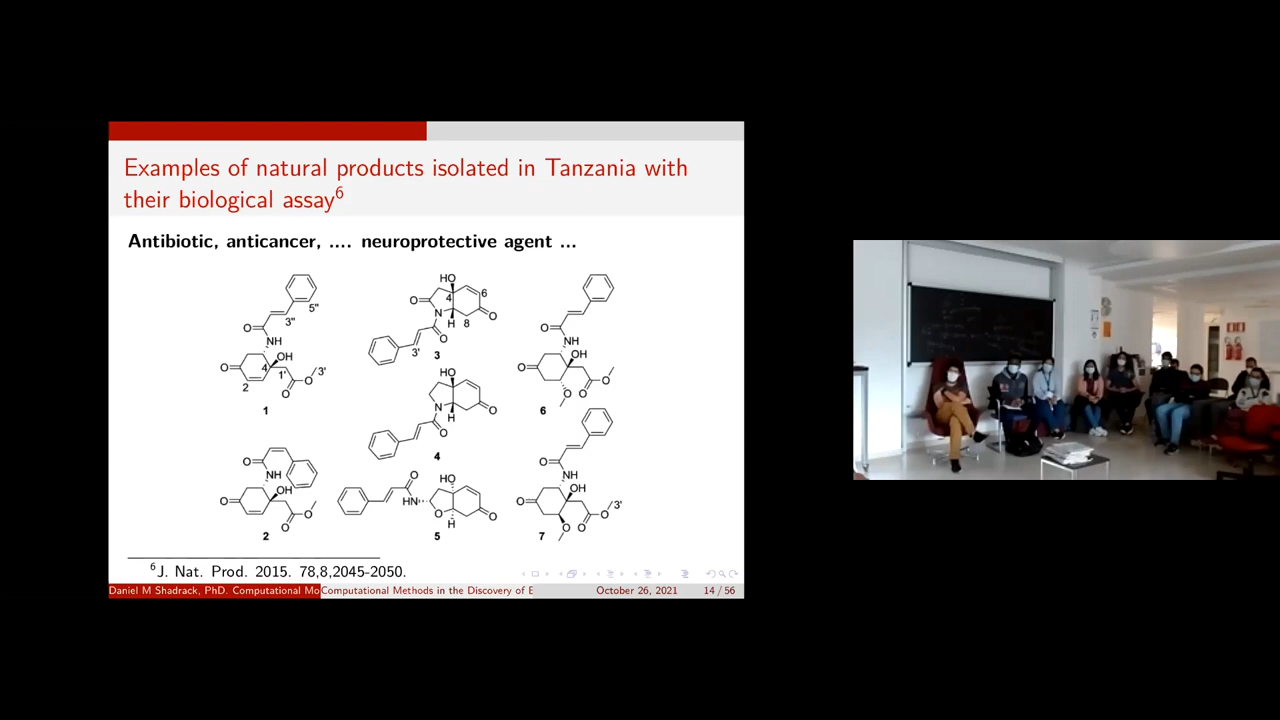 Examples of natural products isolated in Tanzania with
their biological assay6
Antibiotic, anticancer, .... neuroprotective agent ...
O
NH
OH
O
O
O
2
4
1'
3'
3''
5''
1
HO
O
N
H
O
O
4
6
8
3'
3
O
NH
OH
O
O
O
O
6
HO
N
H
O
O
4
O
NH
OH
O
O
O
2
O
HN
HO
O
H
O
5
O
NH
OH
O
O
O
O
3'
7
6J. Nat. Prod. 2015. 78,8,2045-2050.
Daniel M Shadrack, PhD. Computational Mo
Computational Methods in the Discovery of E
October 26, 2021
14 / 56